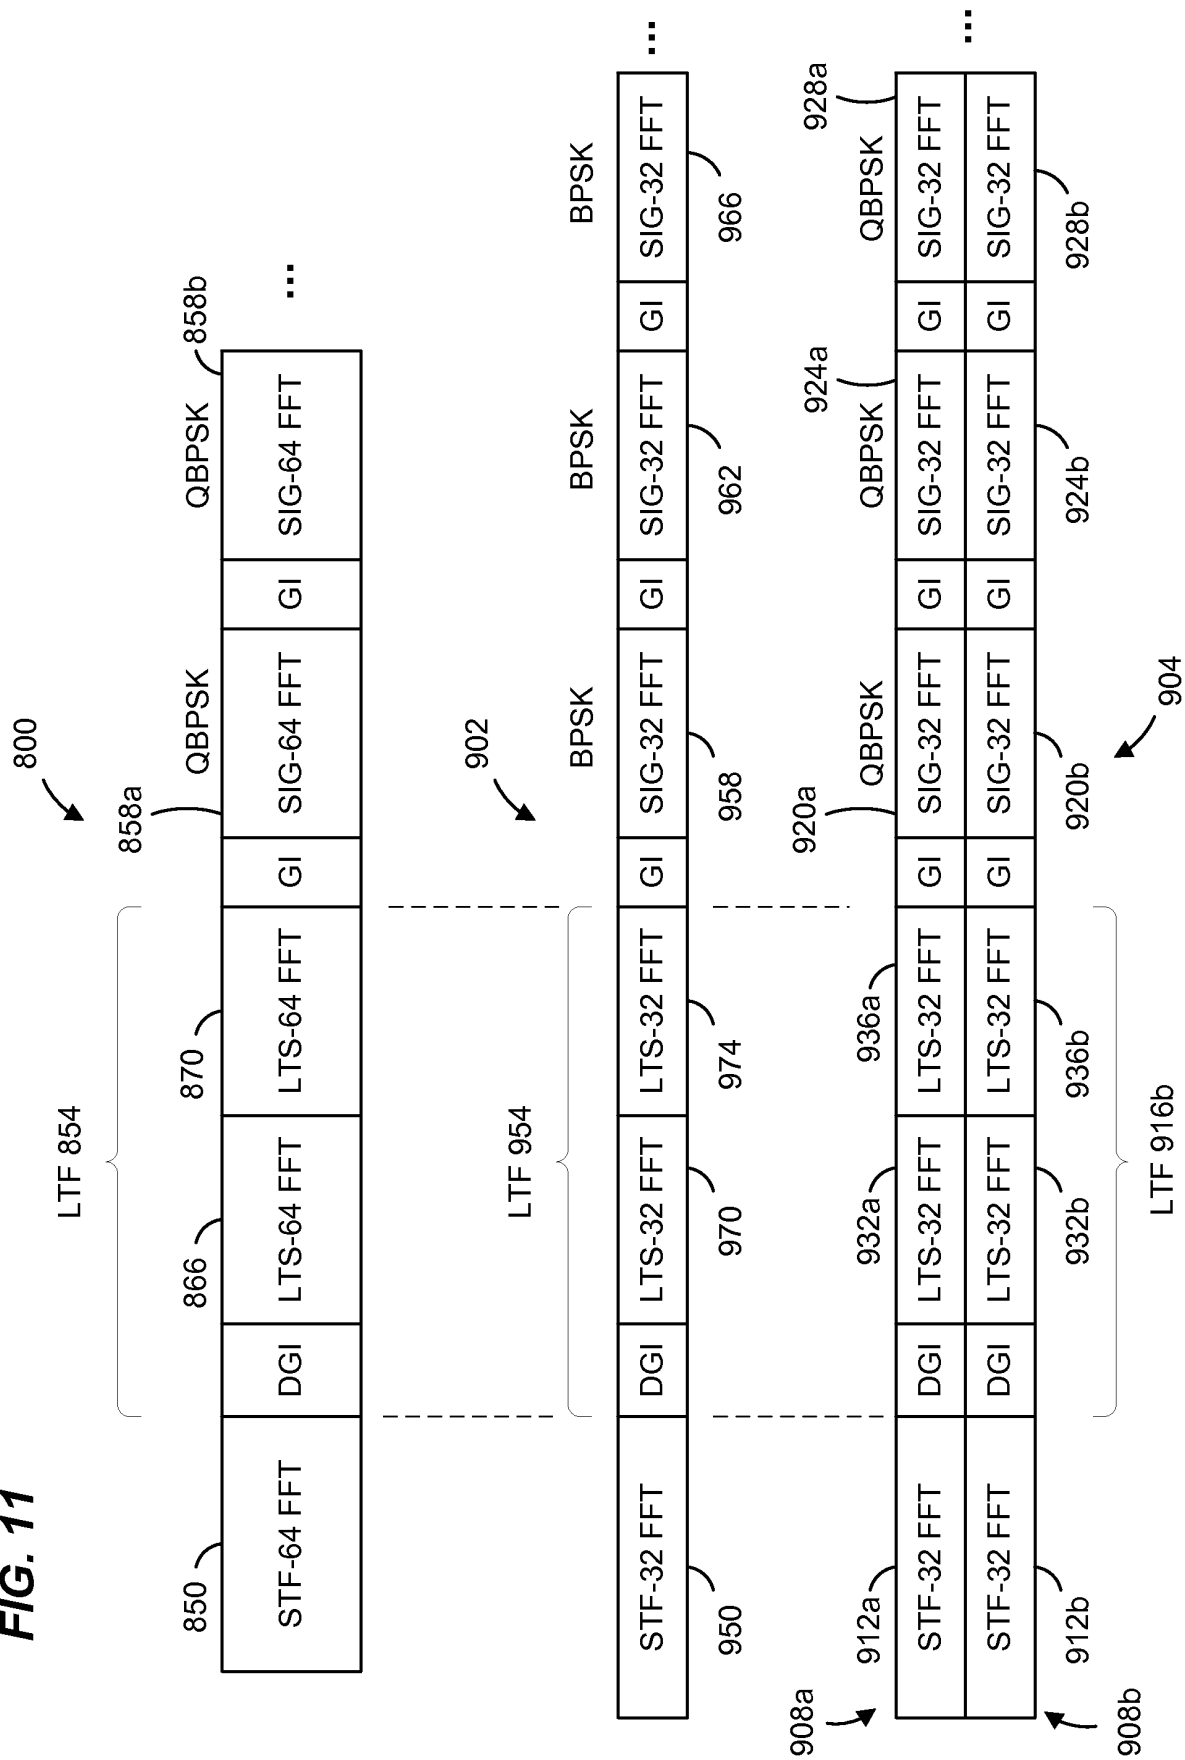 FIG. 11
800
LTF 854
850
866
870
858a
QBPSK
QBPSK
858b
STF-64 FFT
DGI
LTS-64 FFT
LTS-64 FFT
GI
SIG-64 FFT
GI
SIG-64 FFT
...
902
LTF 954
BPSK
BPSK
BPSK
STF-32 FFT
DGI
LTS-32 FFT
LTS-32 FFT
GI
SIG-32 FFT
GI
SIG-32 FFT
GI
SIG-32 FFT
...
950
970
974
958
962
966
908a
912a
932a
936a
920a
QBPSK
924a
QBPSK
928a
QBPSK
STF-32 FFT
DGI
LTS-32 FFT
LTS-32 FFT
GI
SIG-32 FFT
GI
SIG-32 FFT
GI
SIG-32 FFT
...
STF-32 FFT
DGI
LTS-32 FFT
LTS-32 FFT
GI
SIG-32 FFT
GI
SIG-32 FFT
GI
SIG-32 FFT
908b
912b
932b
936b
920b
924b
928b
LTF 916b
904